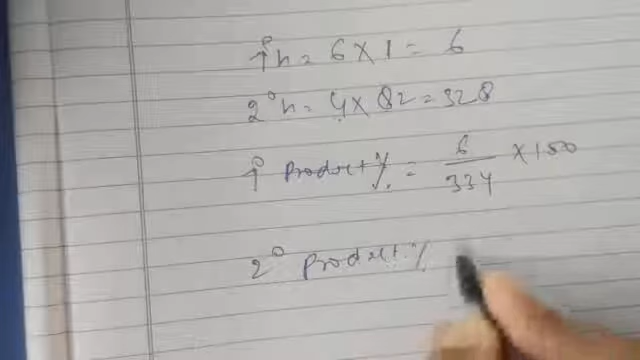 1° h = 6 × 1 = 6
2° h = 4 × 82 = 328
1° Product % = 6/334 × 100
2° Product %